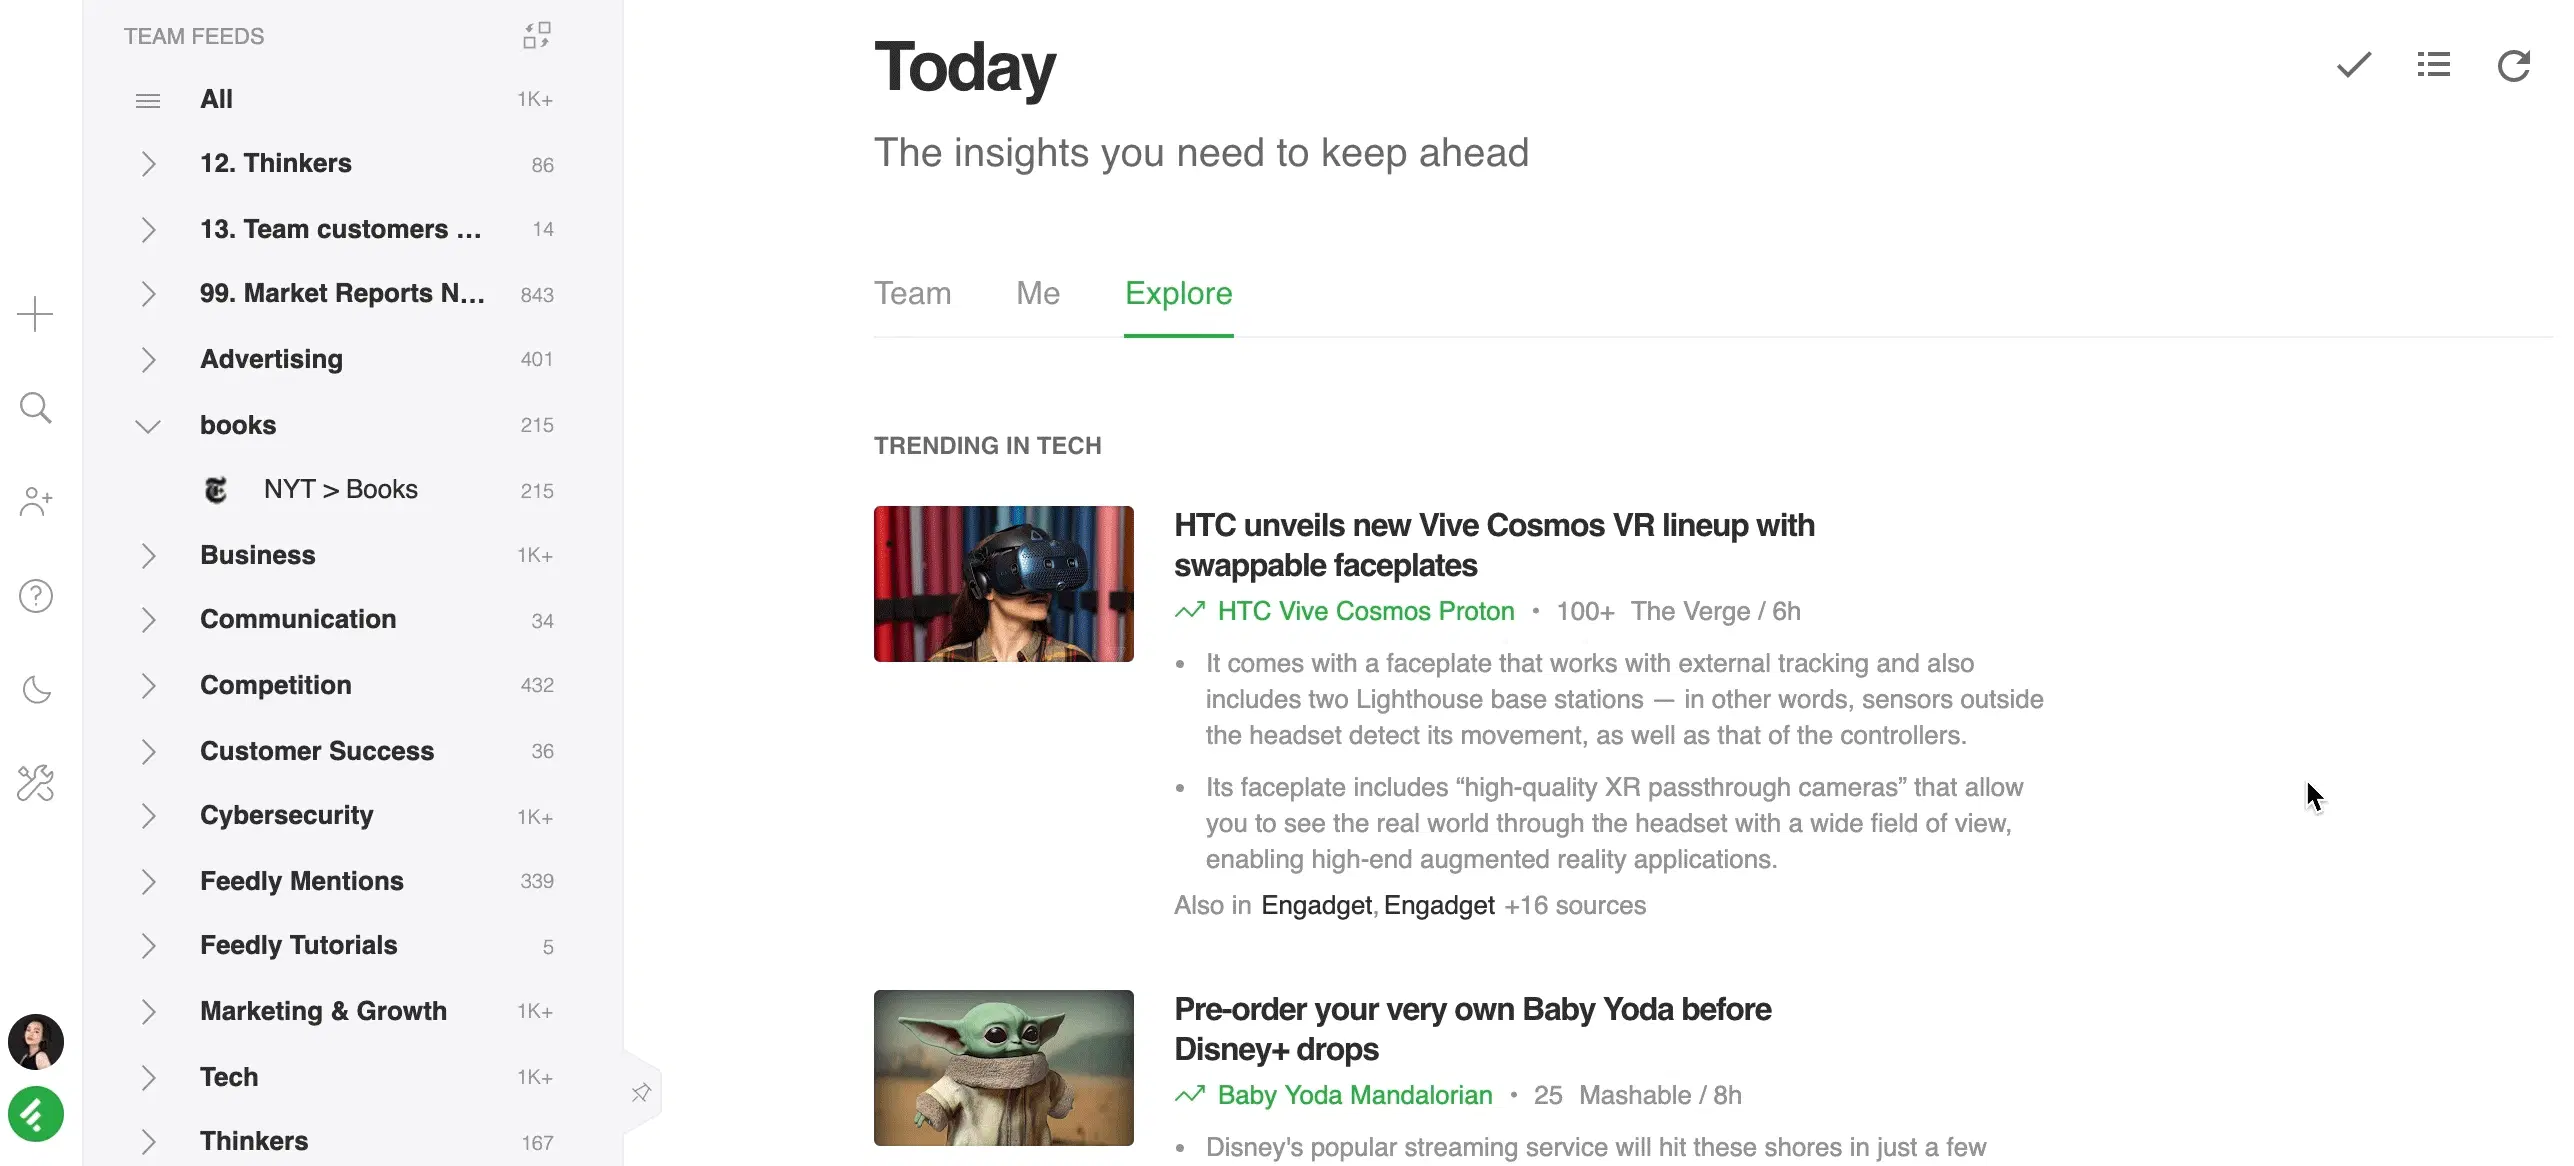 TEAM FEEDS
All 1K+
12. Thinkers 86
13. Team customers ... 14
99. Market Reports N... 843
Advertising 401
books 215
NYT > Books 215
Business 1K+
Communication 34
Competition 432
Customer Success 36
Cybersecurity 1K+
Feedly Mentions 339
Feedly Tutorials 5
Marketing & Growth 1K+
Tech 1K+
Thinkers 167
Today
The insights you need to keep ahead
Team Me Explore
TRENDING IN TECH
HTC unveils new Vive Cosmos VR lineup with
swappable faceplates
HTC Vive Cosmos Proton • 100+ The Verge / 6h
• It comes with a faceplate that works with external tracking and also
includes two Lighthouse base stations — in other words, sensors outside
the headset detect its movement, as well as that of the controllers.
• Its faceplate includes “high-quality XR passthrough cameras” that allow
you to see the real world through the headset with a wide field of view,
enabling high-end augmented reality applications.
Also in Engadget, Engadget +16 sources
Pre-order your very own Baby Yoda before
Disney+ drops
Baby Yoda Mandalorian • 25 Mashable / 8h
• Disney's popular streaming service will hit these shores in just a few